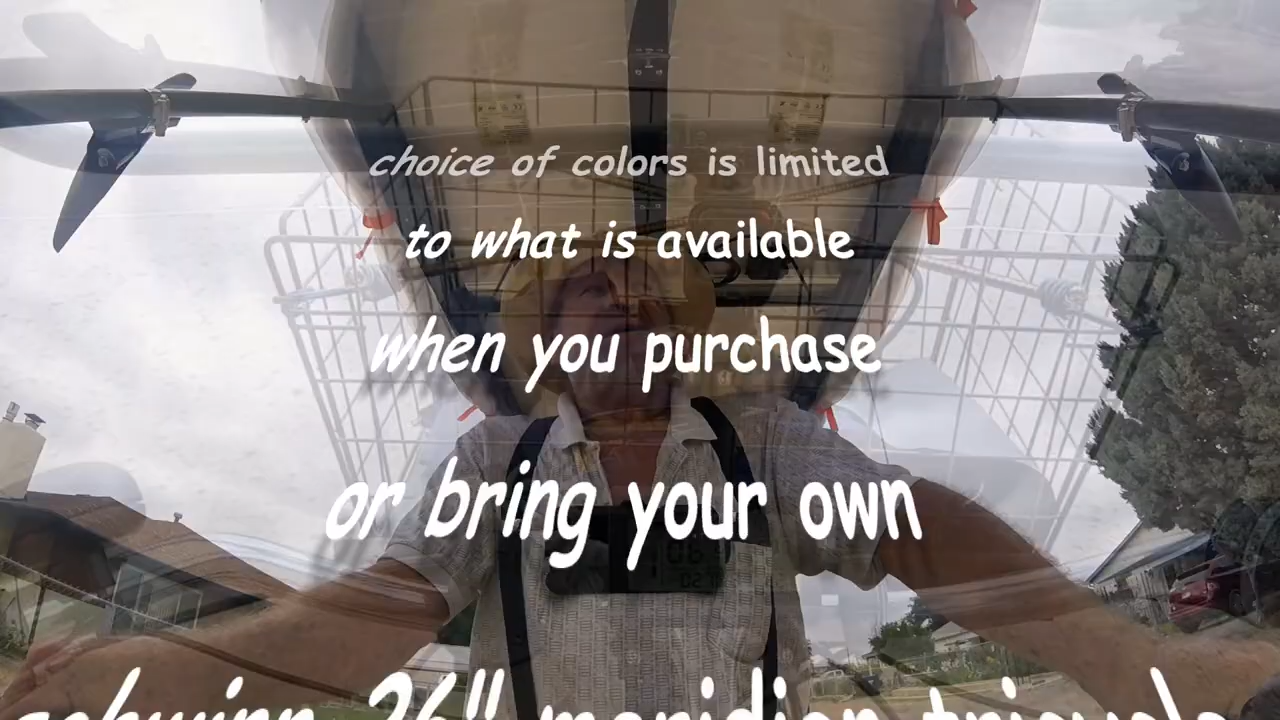 choice of colors is limited
to what is available
when you purchase
or bring your own
schwinn 26" meridian tricycle